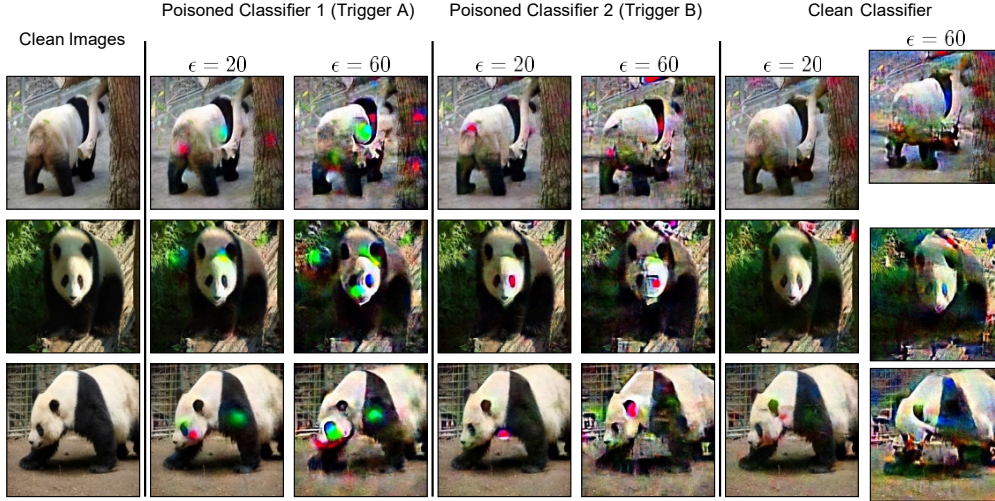 Poisoned Classifier 1 (Trigger A) Poisoned Classifier 2 (Trigger B) Clean Classifier
Clean Images
ϵ = 60
ϵ = 20 ϵ = 60 ϵ = 20 ϵ = 60 ϵ = 20